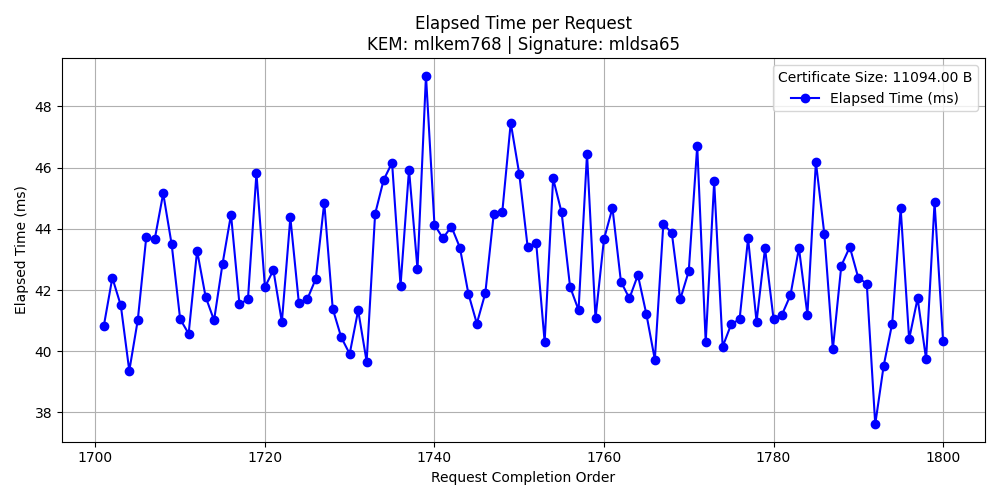 Elapsed Time per Request
KEM: mlkem768 | Signature: mldsa65
Certificate Size: 11094.00 B
Elapsed Time (ms)
Elapsed Time (ms)
48
46
44
42
40
38
1700 1720 1740 1760 1780 1800
Request Completion Order